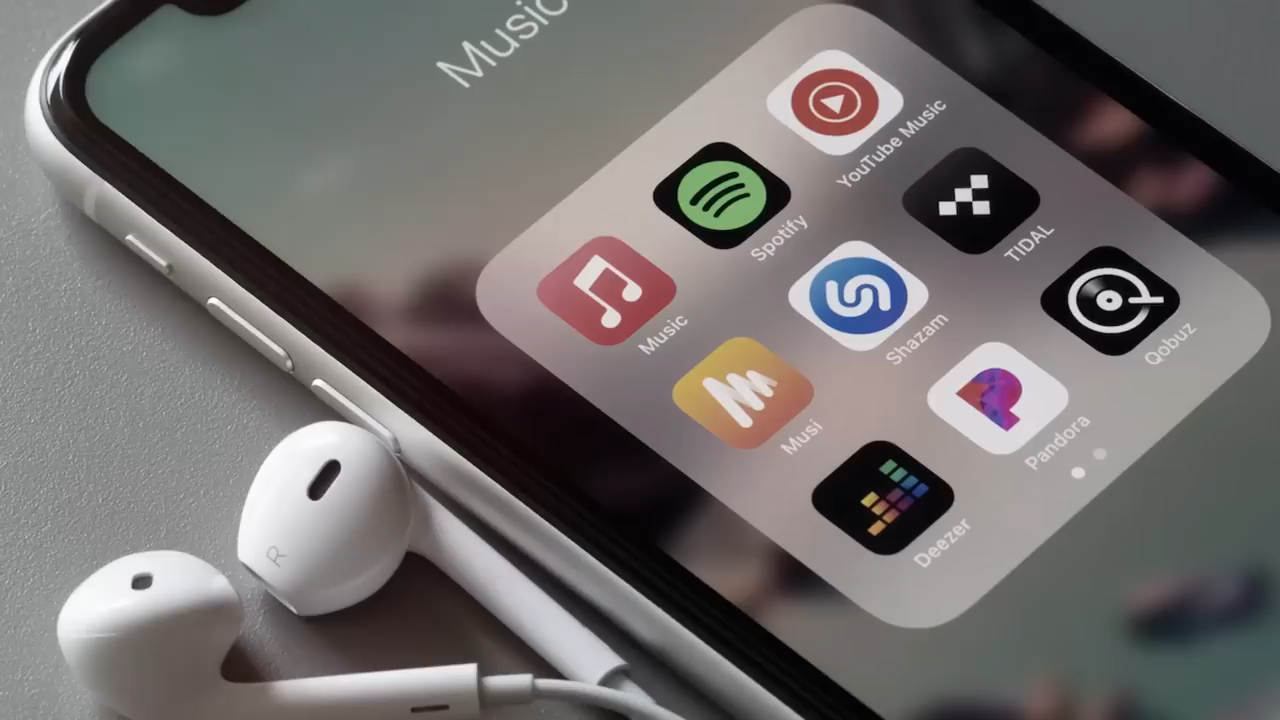 Music
Music
Spotify
YouTube Music
Musi
Shazam
TIDAL
Deezer
Pandora
Qobuz
R